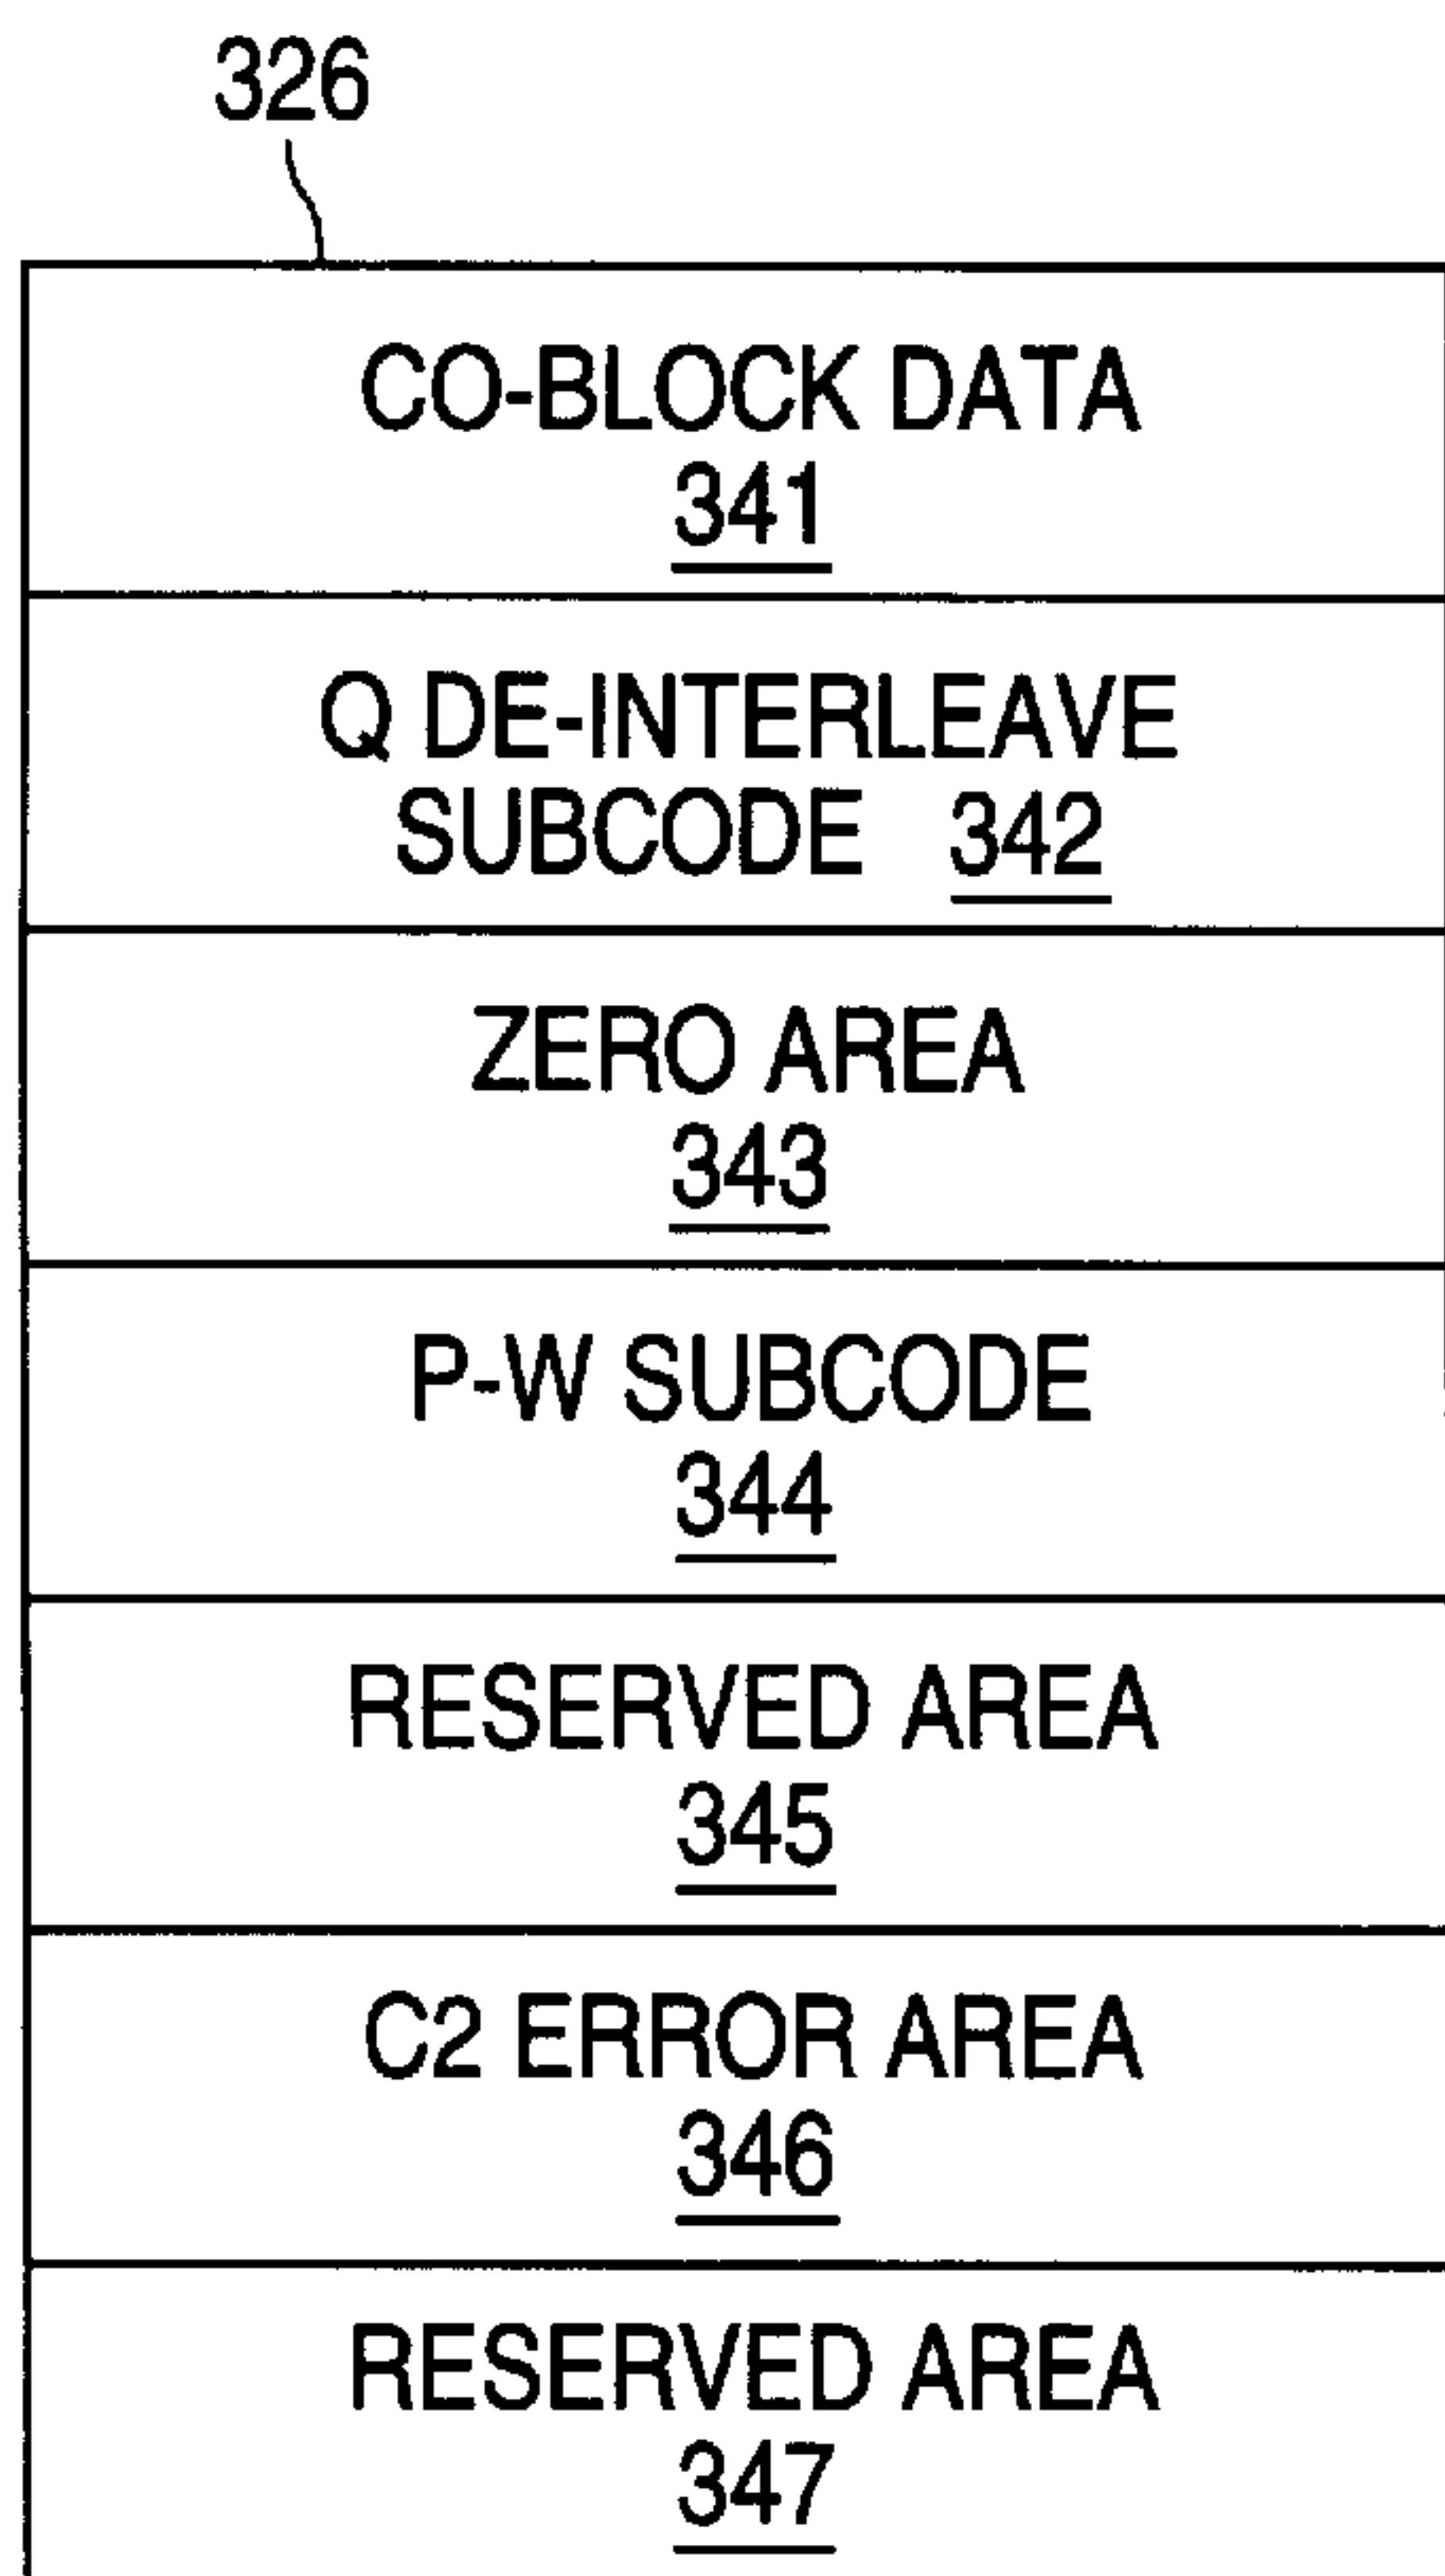 326
CO-BLOCK DATA
341
Q DE-INTERLEAVE
SUBCODE 342
ZERO AREA
343
P-W SUBCODE
344
RESERVED AREA
345
C2 ERROR AREA
346
RESERVED AREA
347